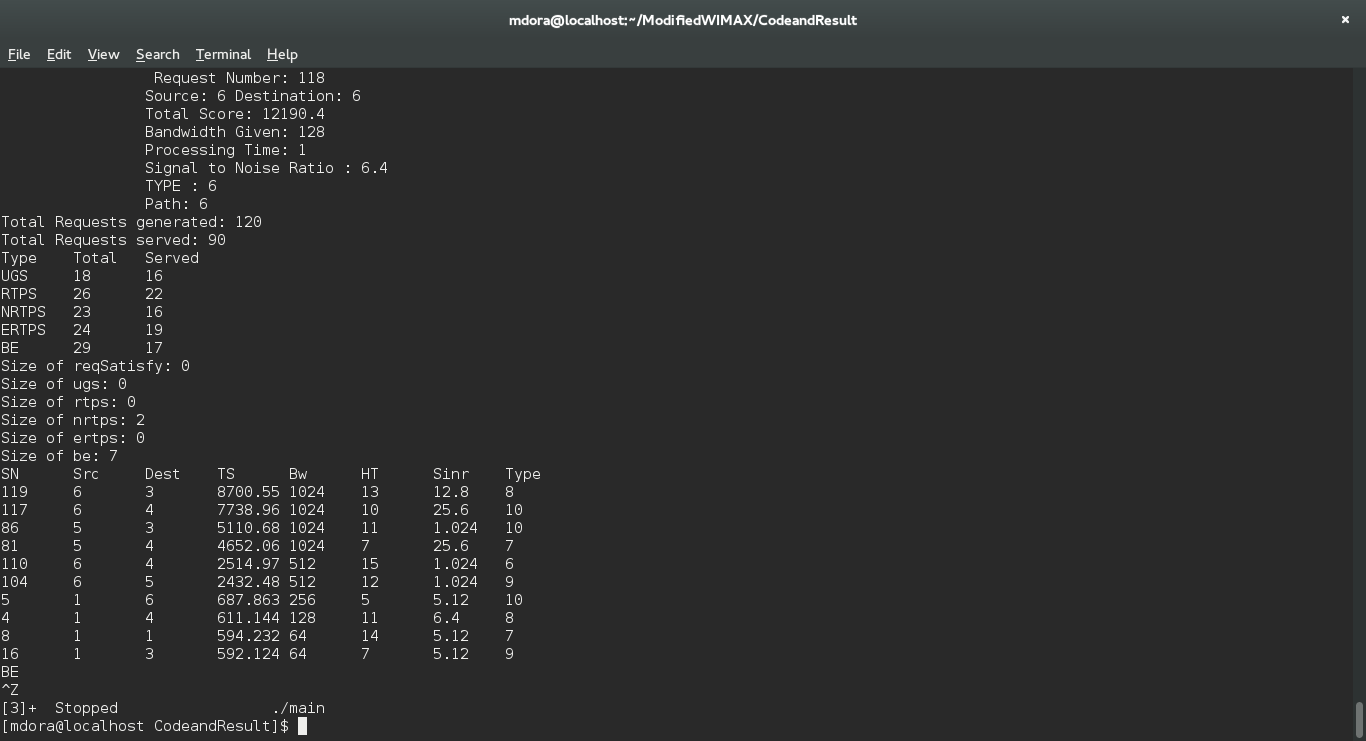 mdora@localhost:~/ModifiedWIMAX/CodeandResult ×
File Edit View Search Terminal Help
Request Number: 118
Source: 6 Destination: 6
Total Score: 12190.4
Bandwidth Given: 128
Processing Time: 1
Signal to Noise Ratio : 6.4
TYPE : 6
Path: 6
Total Requests generated: 120
Total Requests served: 90
Type Total Served
UGS 18 16
RTPS 26 22
NRTPS 23 16
ERTPS 24 19
BE 29 17
Size of reqSatisfy: 0
Size of ugs: 0
Size of rtps: 0
Size of nrtps: 2
Size of ertps: 0
Size of be: 7
SN Src Dest TS Bw HT Sinr Type
119 6 3 8700.55 1024 13 12.8 8
117 6 4 7738.96 1024 10 25.6 10
86 5 3 5110.68 1024 11 1.024 10
81 5 4 4652.06 1024 7 25.6 7
110 6 4 2514.97 512 15 1.024 6
104 6 5 2432.48 512 12 1.024 9
5 1 6 687.863 256 5 5.12 10
4 1 4 611.144 128 11 6.4 8
8 1 1 594.232 64 14 5.12 7
16 1 3 592.124 64 7 5.12 9
BE
^Z
[3]+ Stopped ./main
[mdora@localhost CodeandResult]$